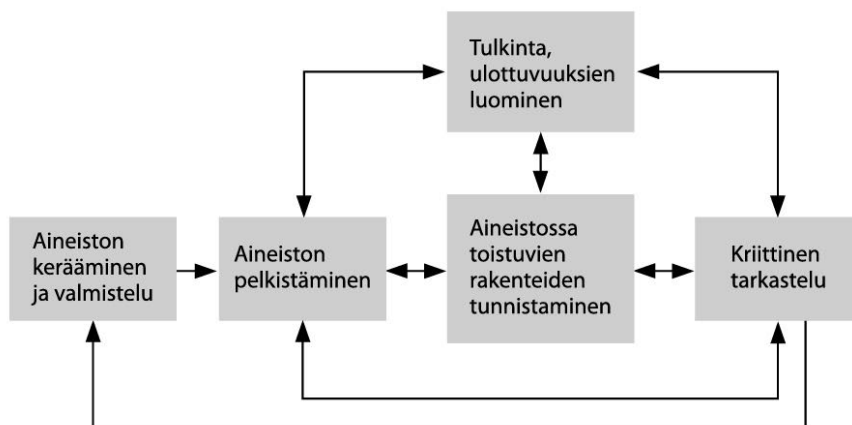 Tulkinta,
ulottuvuuksien
luominen
Aineiston
kerääminen
ja valmistelu
Aineiston
pelkistäminen
Aineistossa
toistuvien
rakenteiden
tunnistaminen
Kriittinen
tarkastelu